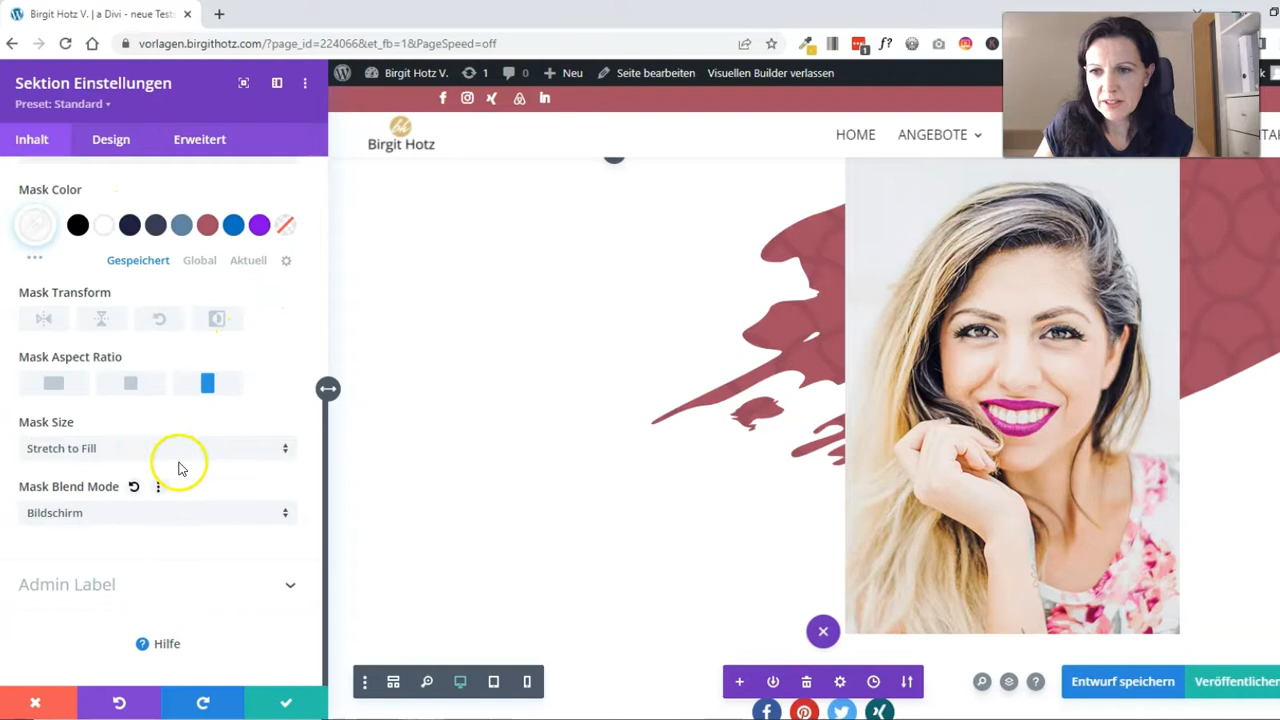 Birgit Hotz V. | a Divi - neue Tests
vorlagen.birgithotz.com/?page_id=224066&et_fb=1&PageSpeed=off
Sektion Einstellungen
Preset: Standard
Inhalt
Design
Erweitert
Birgit Hotz V.
1
Neu
Seite bearbeiten
Visuellen Builder verlassen
Birgit Hotz
HOME
ANGEBOTE
Mask Color
Gespeichert
Global
Aktuell
Mask Transform
Mask Aspect Ratio
Mask Size
Stretch to Fill
Mask Blend Mode
Bildschirm
Admin Label
Hilfe
Entwurf speichern
Veröffentlichen